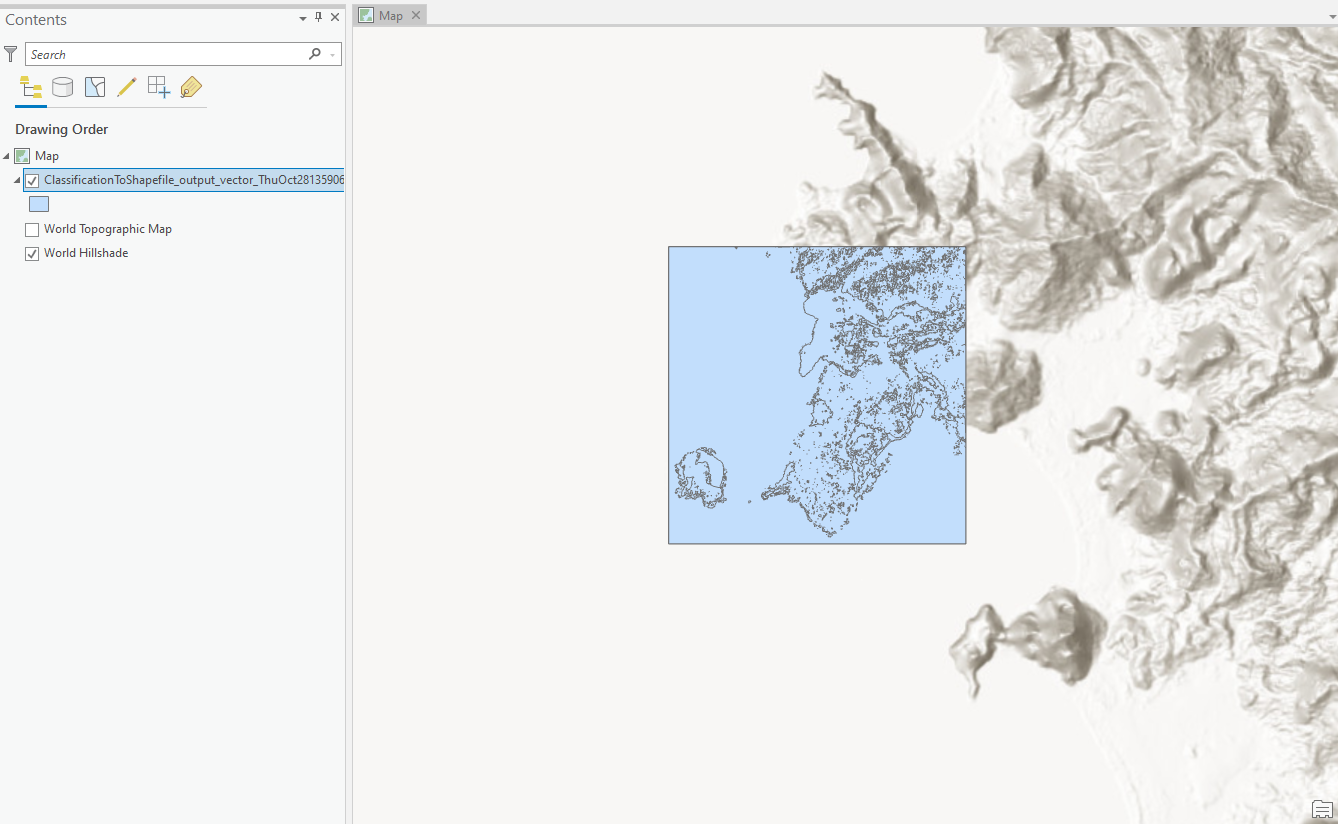 Contents
Map
Search
Drawing Order
Map
ClassificationToShapefile_output_vector_ThuOct28135906
World Topographic Map
World Hillshade